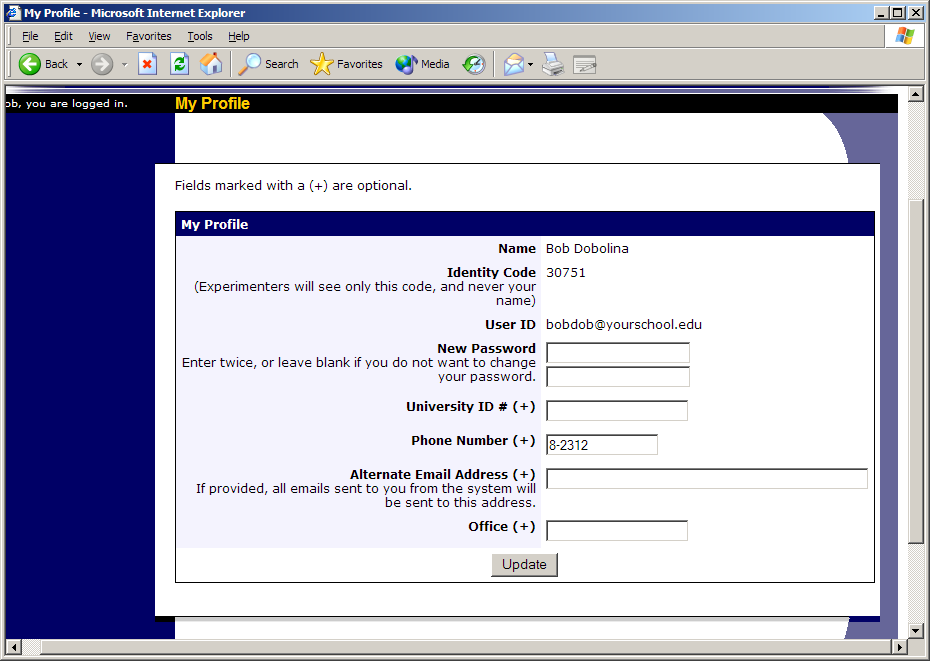 My Profile - Microsoft Internet Explorer
File Edit View Favorites Tools Help
Back Search Favorites Media
ob, you are logged in. My Profile
Fields marked with a (+) are optional.
My Profile
Name Bob Dobolina
Identity Code 30751
(Experimenters will see only this code, and never your
name)
User ID bobdob@yourschool.edu
New Password
Enter twice, or leave blank if you do not want to change
your password.
University ID # (+)
Phone Number (+) 8-2312
Alternate Email Address (+)
If provided, all emails sent to you from the system will
be sent to this address.
Office (+)
Update